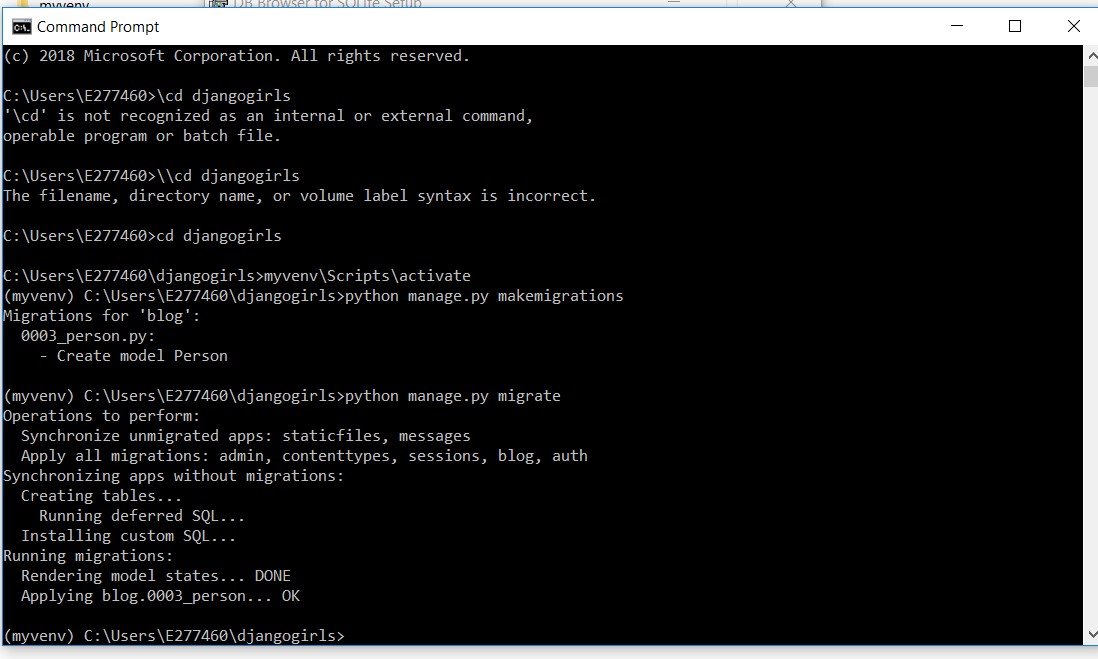 myvenv
DB Browser for SQLite Setup
Command Prompt
(c) 2018 Microsoft Corporation. All rights reserved.
C:\Users\E277460>\cd djangogirls
'\cd' is not recognized as an internal or external command,
operable program or batch file.
C:\Users\E277460>\\cd djangogirls
The filename, directory name, or volume label syntax is incorrect.
C:\Users\E277460>cd djangogirls
C:\Users\E277460\djangogirls>myvenv\Scripts\activate
(myvenv) C:\Users\E277460\djangogirls>python manage.py makemigrations
Migrations for 'blog':
  0003_person.py:
    - Create model Person
(myvenv) C:\Users\E277460\djangogirls>python manage.py migrate
Operations to perform:
  Synchronize unmigrated apps: staticfiles, messages
  Apply all migrations: admin, contenttypes, sessions, blog, auth
Synchronizing apps without migrations:
  Creating tables...
    Running deferred SQL...
  Installing custom SQL...
Running migrations:
  Rendering model states... DONE
  Applying blog.0003_person... OK
(myvenv) C:\Users\E277460\djangogirls>